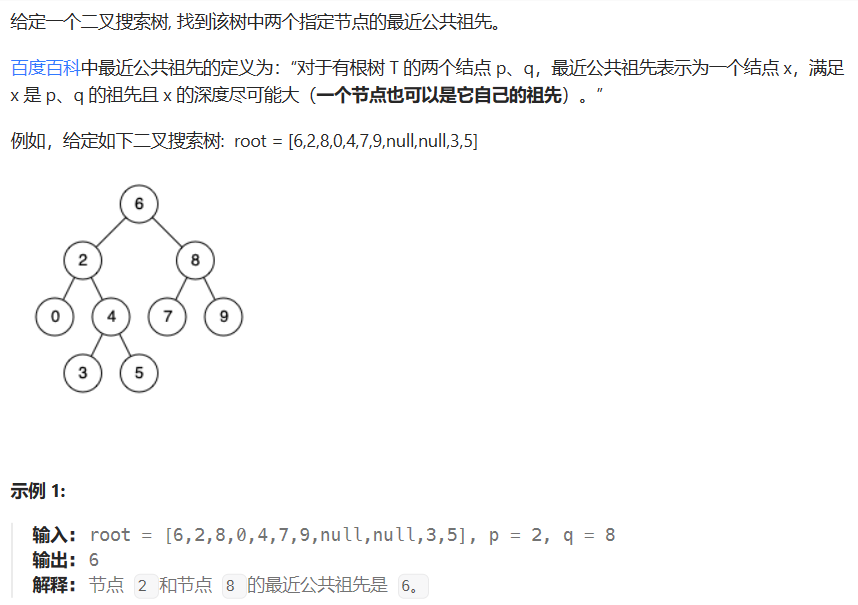 给定一个二叉搜索树, 找到该树中两个指定节点的最近公共祖先。
百度百科中最近公共祖先的定义为：“对于有根树 T 的两个结点 p、q，最近公共祖先表示为一个结点 x，满足
x 是 p、q 的祖先且 x 的深度尽可能大（一个节点也可以是它自己的祖先）。”
例如，给定如下二叉搜索树:  root = [6,2,8,0,4,7,9,null,null,3,5]
6
2 8
0 4 7 9
3 5
示例 1:
输入: root = [6,2,8,0,4,7,9,null,null,3,5], p = 2, q = 8
输出: 6
解释: 节点 2 和节点 8 的最近公共祖先是 6。